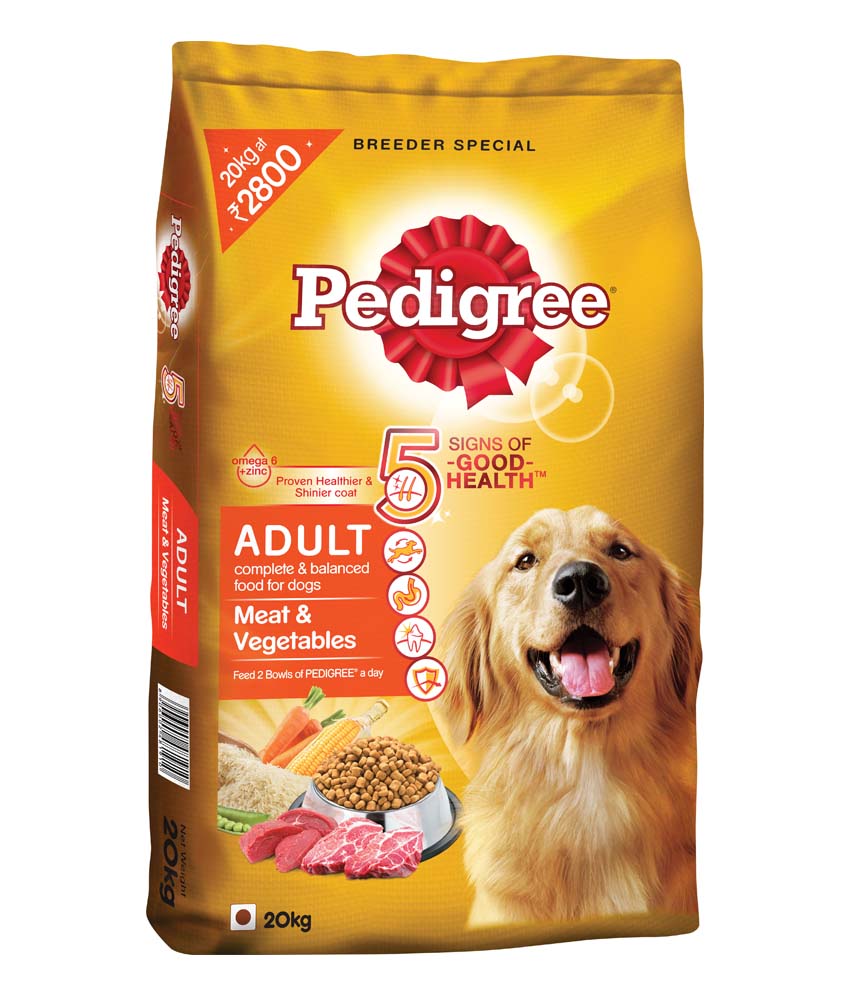 BREEDER SPECIAL
20kg at
₹2800
Pedigree®
5 SIGNS OF
-GOOD-
HEALTH™
omega 6
+zinc
Proven Healthier &
Shinier coat
ADULT
complete & balanced
food for dogs
Meat &
Vegetables
Feed 2 Bowls of PEDIGREE® a day
20kg
Pedigree
5
ADULT
Meat & Vegetables
Net Weight
20kg